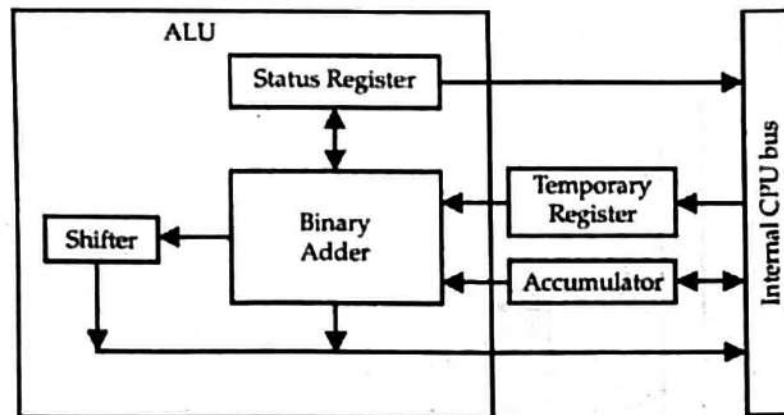 ALU
Status Register
Temporary
Register
Binary
Adder
Shifter
Accumulator
Internal CPU bus